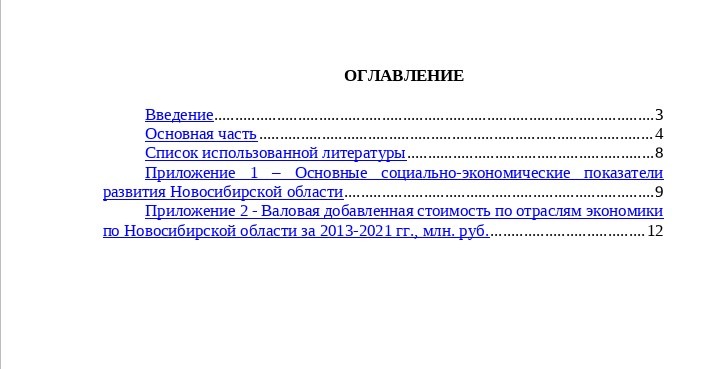 ОГЛАВЛЕНИЕ
Введение..........................................................................................................3
Основная часть...............................................................................................4
Список использованной литературы............................................................8
Приложение 1 – Основные социально-экономические показатели
развития Новосибирской области...........................................................................9
Приложение 2 - Валовая добавленная стоимость по отраслям экономики
по Новосибирской области за 2013-2021 гг., млн. руб......................................12